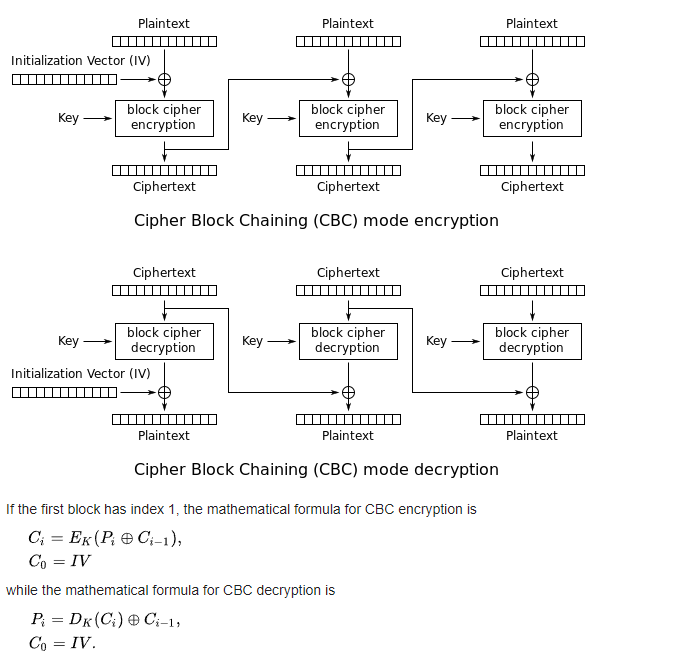 Plaintext Plaintext Plaintext
Initialization Vector (IV)
Key block cipher encryption Key block cipher encryption Key block cipher encryption
Ciphertext Ciphertext Ciphertext
Cipher Block Chaining (CBC) mode encryption
Ciphertext Ciphertext Ciphertext
Key block cipher decryption Key block cipher decryption Key block cipher decryption
Initialization Vector (IV)
Plaintext Plaintext Plaintext
Cipher Block Chaining (CBC) mode decryption
If the first block has index 1, the mathematical formula for CBC encryption is
C_i = E_K(P_i ⊕ C_{i−1}),
C_0 = IV
while the mathematical formula for CBC decryption is
P_i = D_K(C_i) ⊕ C_{i−1},
C_0 = IV.